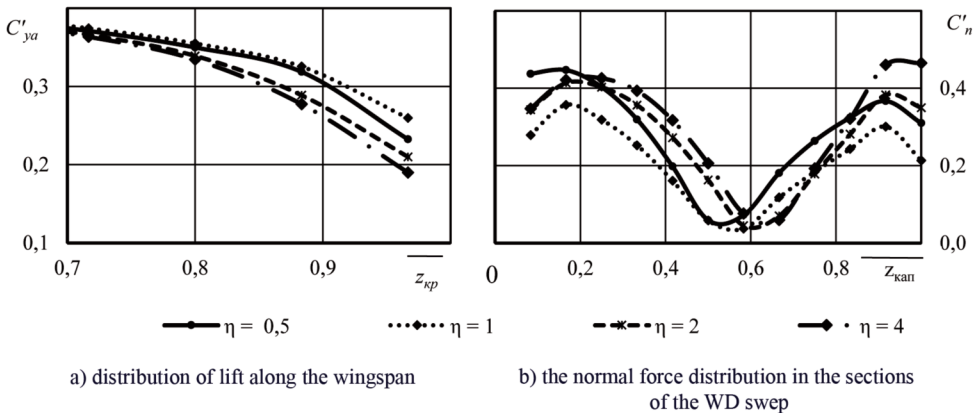 C′ya
0,3
0,2
0,1
0,7
0,8
0,9
zкр
C′n
0,4
0,2
0,0
0
0,2
0,4
0,6
0,8
zкап
η = 0,5
η = 1
η = 2
η = 4
a) distribution of lift along the wingspan
b) the normal force distribution in the sections
of the WD swep